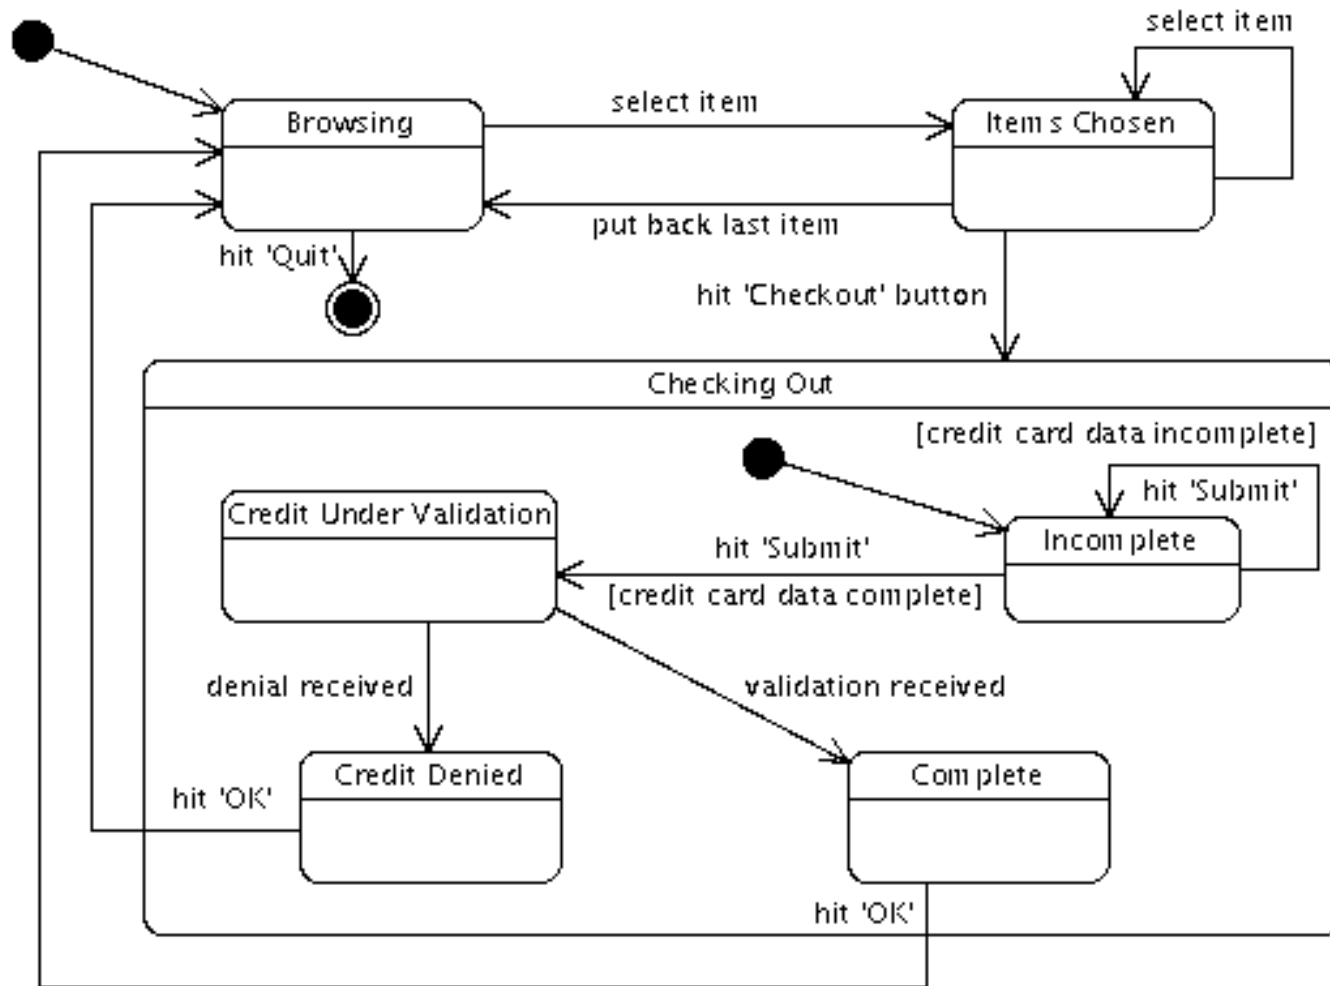 select item
select item
Browsing
Items Chosen
put back last item
hit 'Quit'
hit 'Checkout' button
Checking Out
[credit card data incomplete]
hit 'Submit'
Credit Under Validation
Incomplete
hit 'Submit'
[credit card data complete]
denial received
validation received
Credit Denied
Complete
hit 'OK'
hit 'OK'